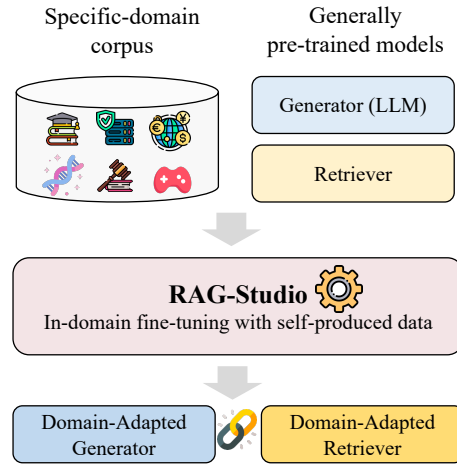 Specific-domain
corpus
Generally
pre-trained models
Generator (LLM)
Retriever
RAG-Studio
In-domain fine-tuning with self-produced data
Domain-Adapted
Generator
Domain-Adapted
Retriever